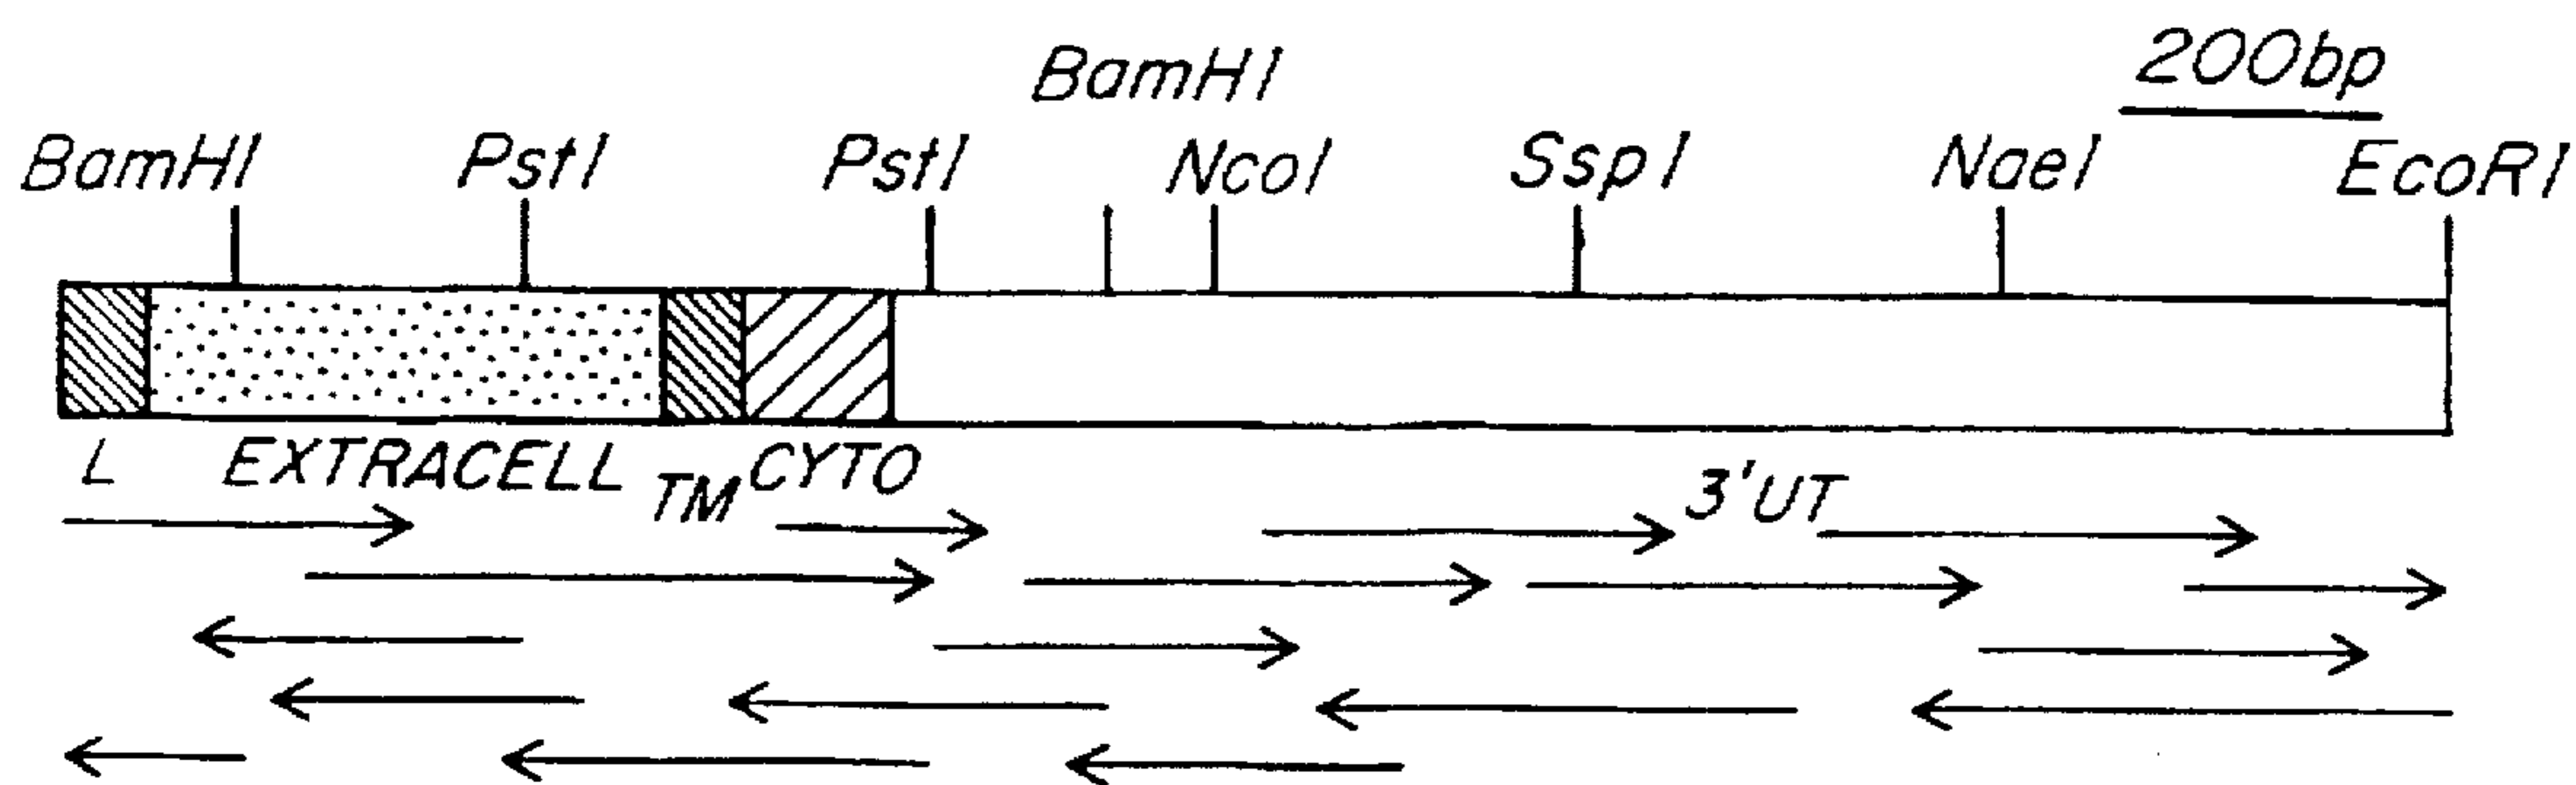 200bp
BamHI
BamHI PstI PstI NcoI SspI NaeI EcoRI
L EXTRACELL TM CYTO 3'UT